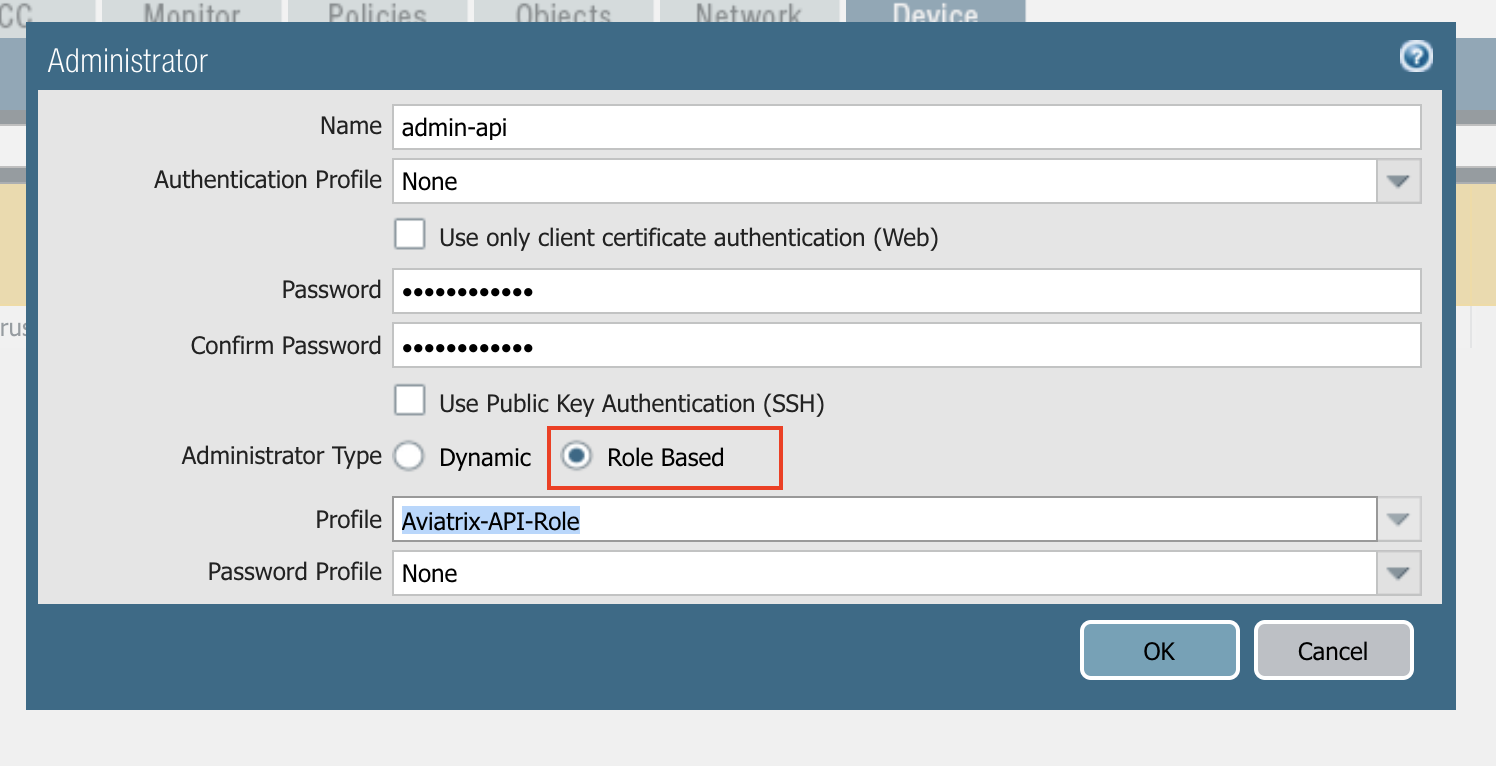 CC Monitor Policies Objects Network Device
Administrator
Name admin-api
Authentication Profile None
Use only client certificate authentication (Web)
Password ••••••••••••
Confirm Password ••••••••••••
Use Public Key Authentication (SSH)
Administrator Type Dynamic Role Based
Profile Aviatrix-API-Role
Password Profile None
OK Cancel
rus